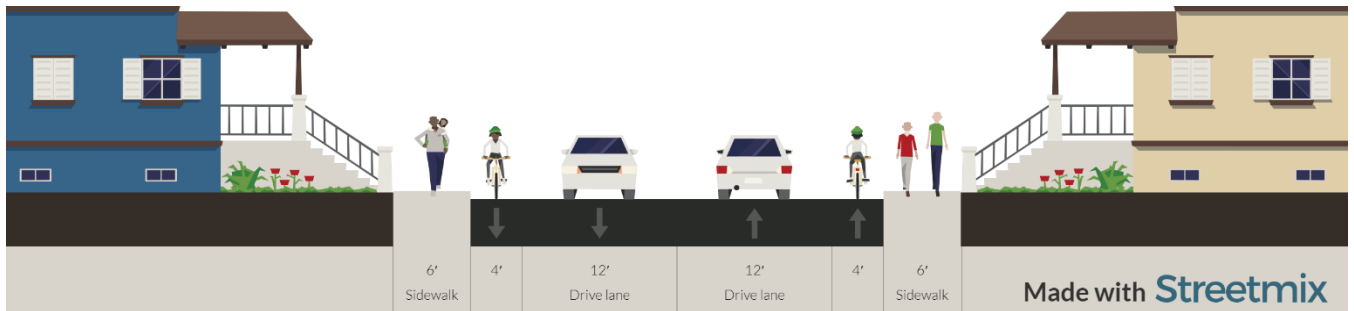 6′
Sidewalk
4′
12′
Drive lane
12′
Drive lane
4′
6′
Sidewalk
Made with Streetmix